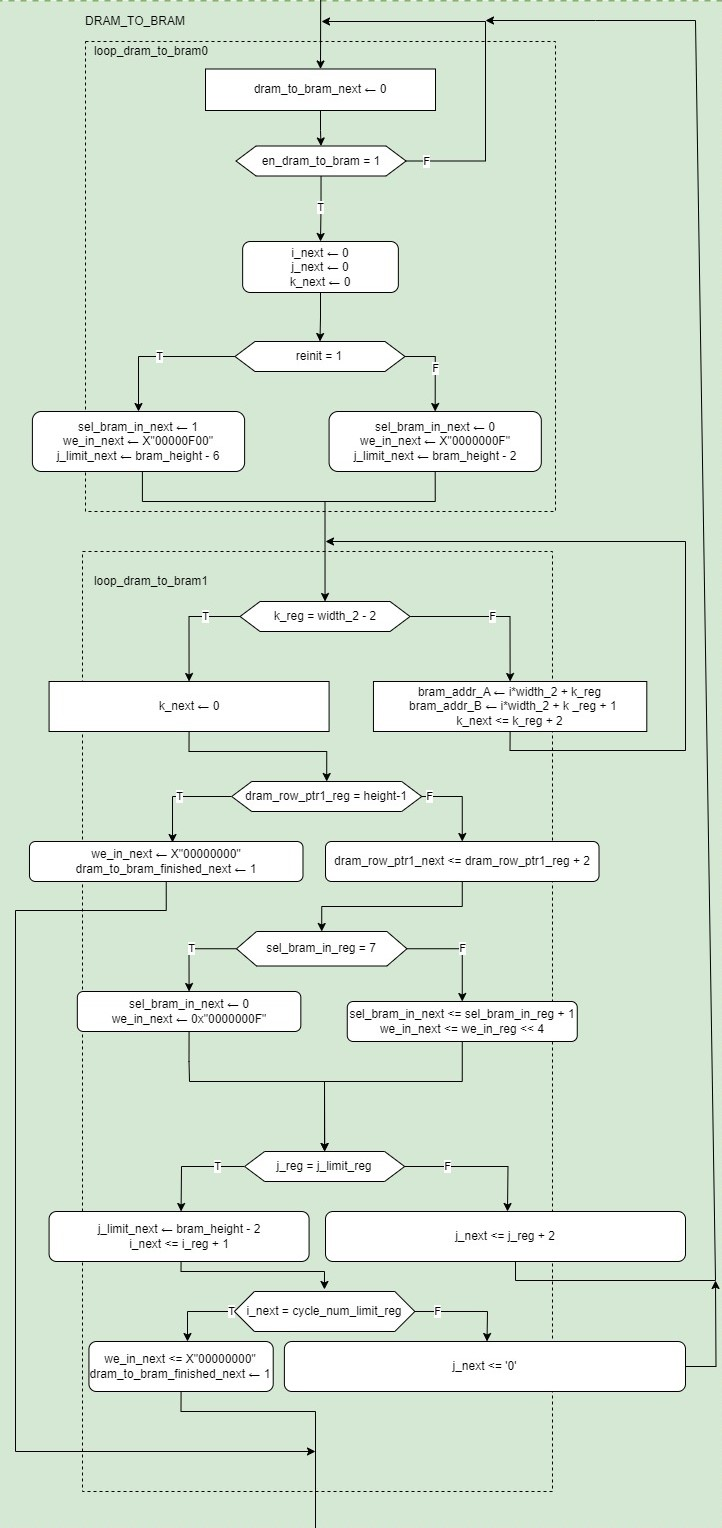 DRAM_TO_BRAM
loop_dram_to_bram0
dram_to_bram_next ← 0
en_dram_to_bram = 1
F
T
i_next ← 0
j_next ← 0
k_next ← 0
reinit = 1
T
F
sel_bram_in_next ← 1
we_in_next ← X"00000F00"
j_limit_next ← bram_height - 6
sel_bram_in_next ← 0
we_in_next ← X"0000000F"
j_limit_next ← bram_height - 2
loop_dram_to_bram1
k_reg = width_2 - 2
T
F
k_next ← 0
bram_addr_A ← i*width_2 + k_reg
bram_addr_B ← i*width_2 + k _reg + 1
k_next <= k_reg + 2
dram_row_ptr1_reg = height-1
T
F
we_in_next ← X"00000000"
dram_to_bram_finished_next ← 1
dram_row_ptr1_next <= dram_row_ptr1_reg + 2
sel_bram_in_reg = 7
T
F
sel_bram_in_next ← 0
we_in_next ← 0x"0000000F"
sel_bram_in_next <= sel_bram_in_reg + 1
we_in_next <= we_in_reg << 4
j_reg = j_limit_reg
T
F
j_limit_next ← bram_height - 2
i_next <= i_reg + 1
j_next <= j_reg + 2
i_next = cycle_num_limit_reg
T
F
we_in_next <= X"00000000"
dram_to_bram_finished_next ← 1
j_next <= '0'